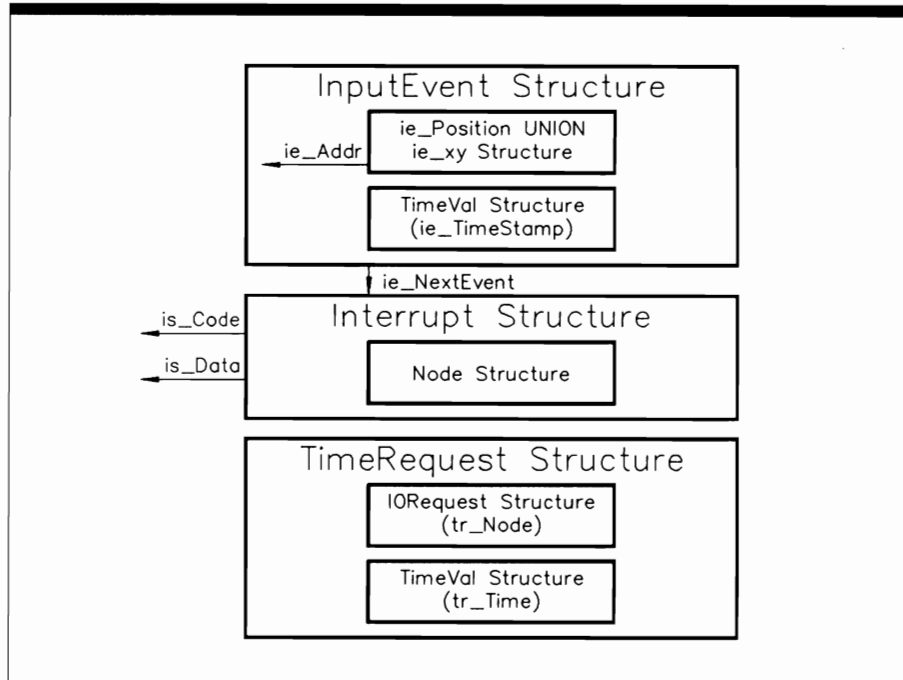 InputEvent Structure
ie_Position UNION
ie_xy Structure
ie_Addr
TimeVal Structure
(ie_TimeStamp)
ie_NextEvent
Interrupt Structure
is_Code
is_Data
Node Structure
TimeRequest Structure
IORequest Structure
(tr_Node)
TimeVal Structure
(tr_Time)